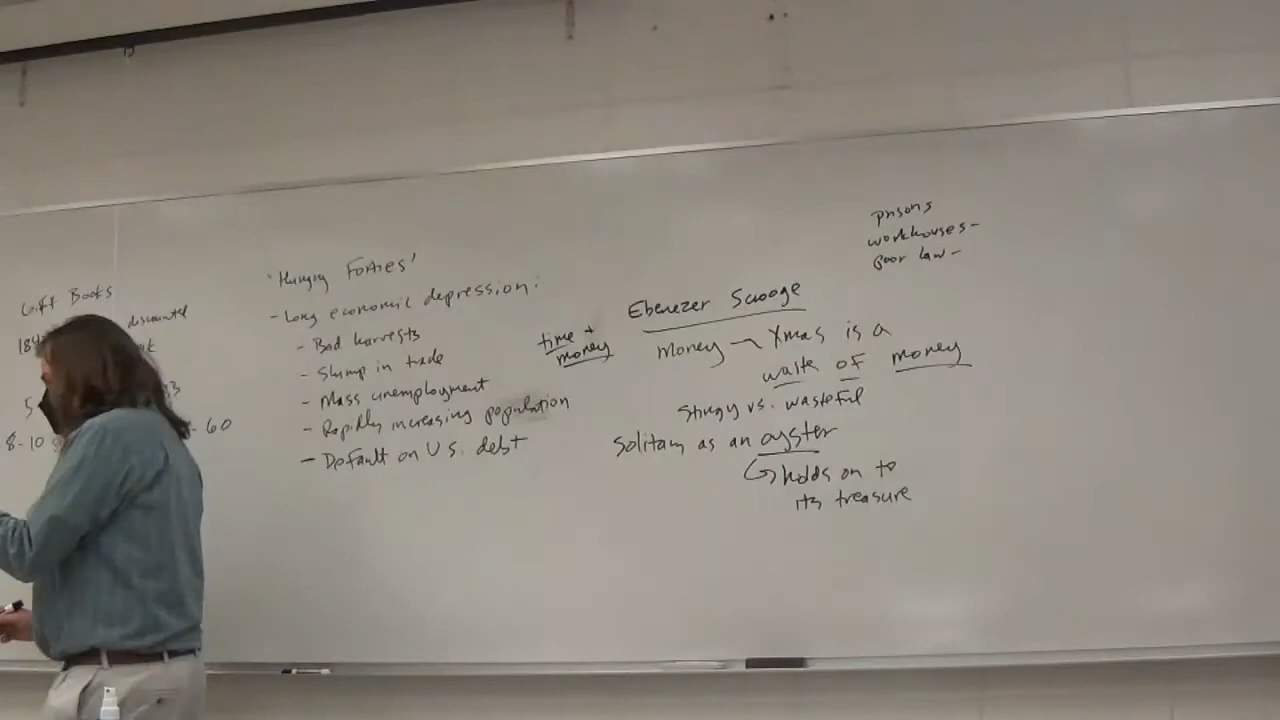 Gift Books
184
discounted
5
8-10
60
'Hungry Forties'
- Long economic depression:
- Bad harvests
- Slump in trade
- Mass unemployment
- Rapidly increasing population
- Default on U.S. debt
time +
money
Ebenezer Scrooge
money - Xmas is a
waste of money
Stingy vs. wasteful
Solitary as an oyster
↳ holds on to
its treasure
prisons
workhouses -
Poor law -